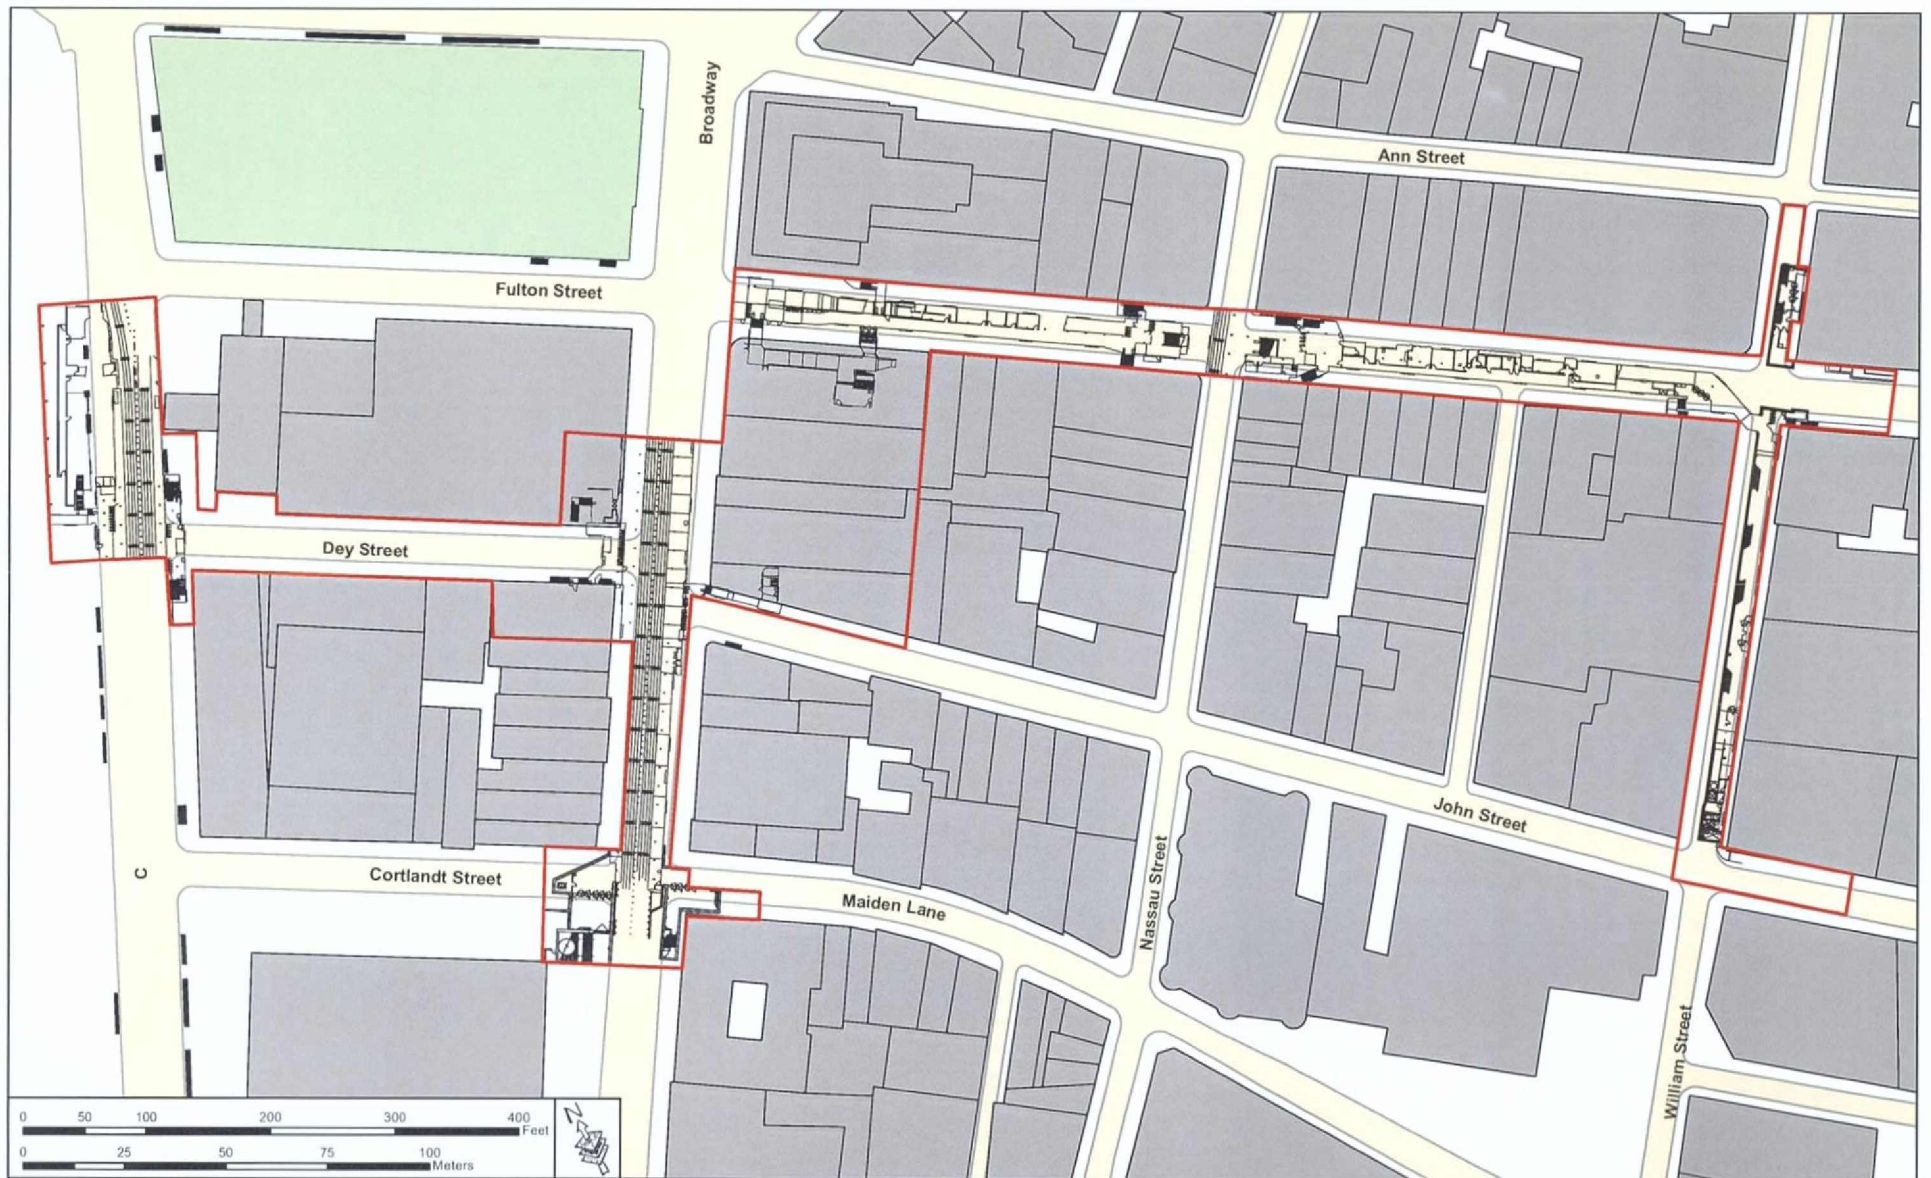 Broadway
Ann Street
Fulton Street
Dey Street
John Street
Cortlandt Street
C
Maiden Lane
Nassau Street
William Street
0 50 100 200 300 400
Feet
0 25 50 75 100
Meters
N